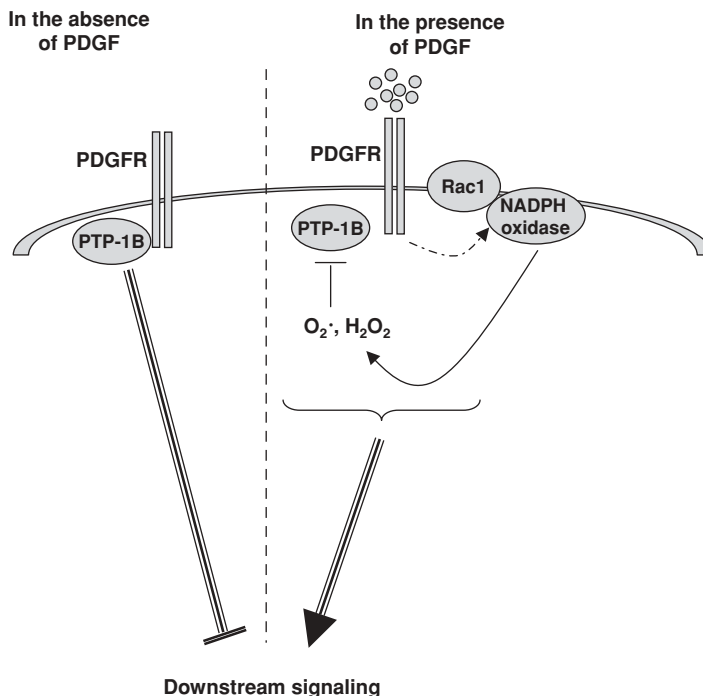 In the absence
of PDGF
In the presence
of PDGF
PDGFR
PDGFR
Rac1
NADPH
oxidase
PTP-1B
PTP-1B
O₂·, H₂O₂
Downstream signaling